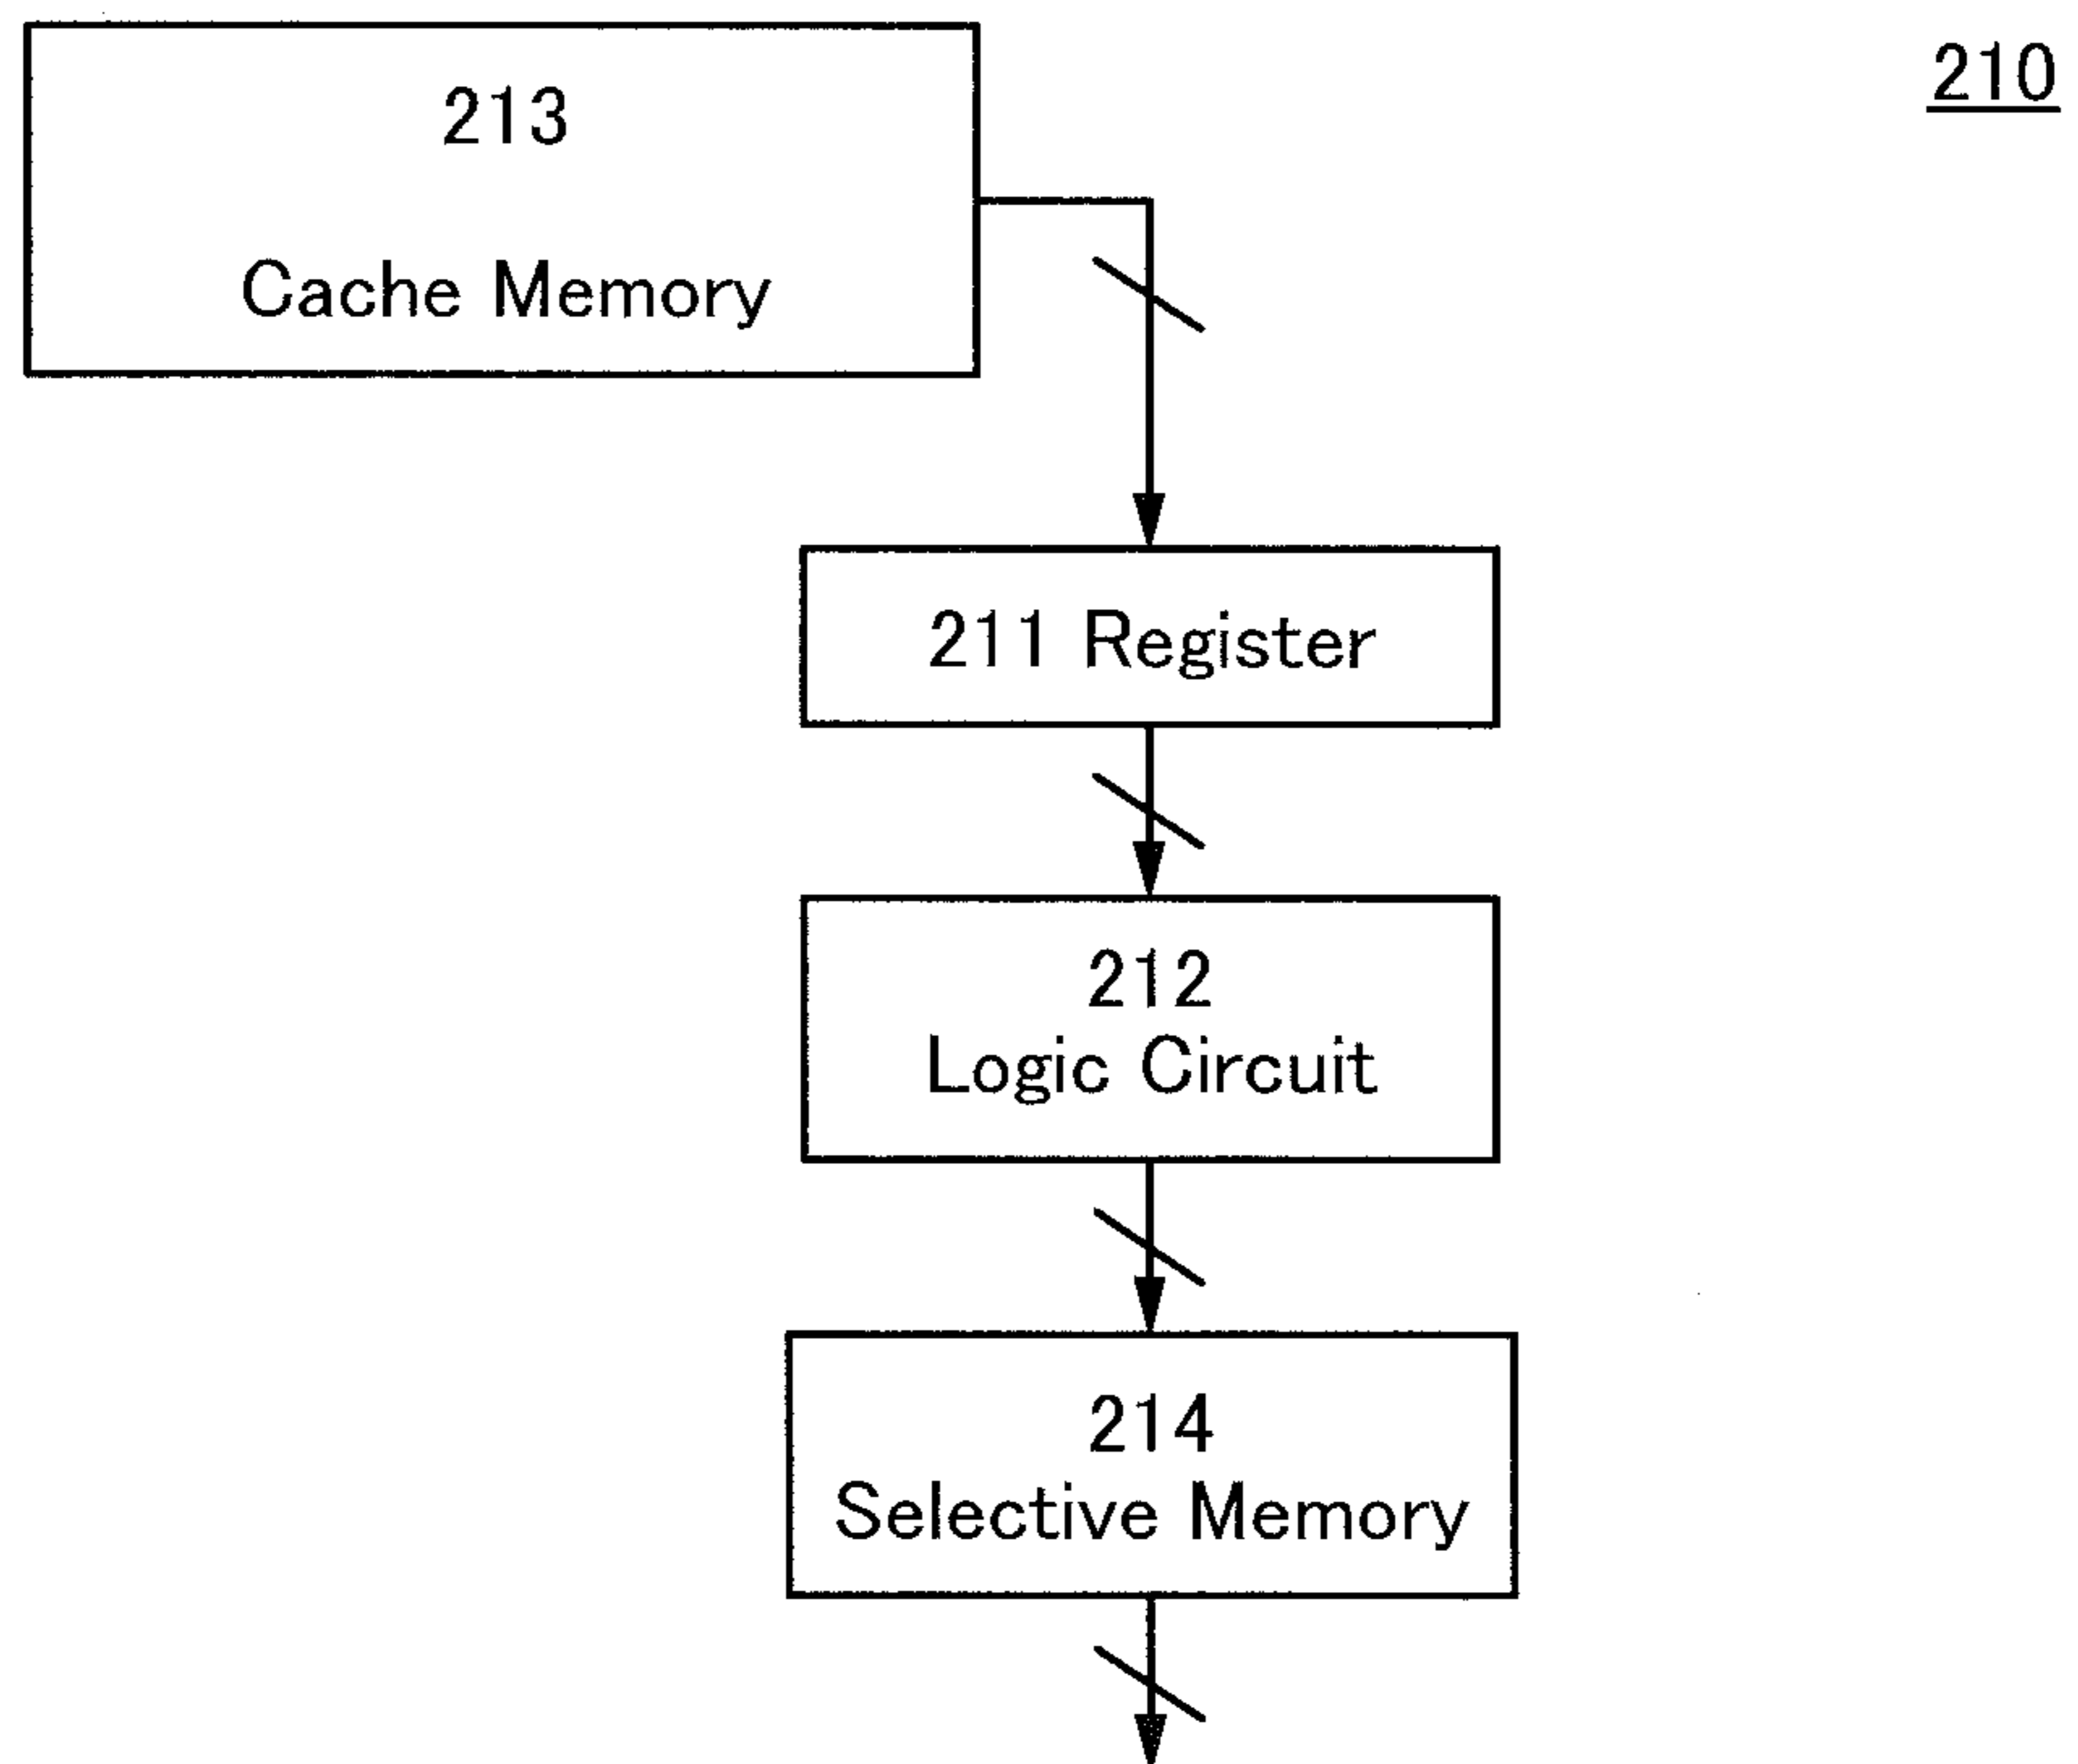 210
213
Cache Memory
211 Register
212
Logic Circuit
214
Selective Memory